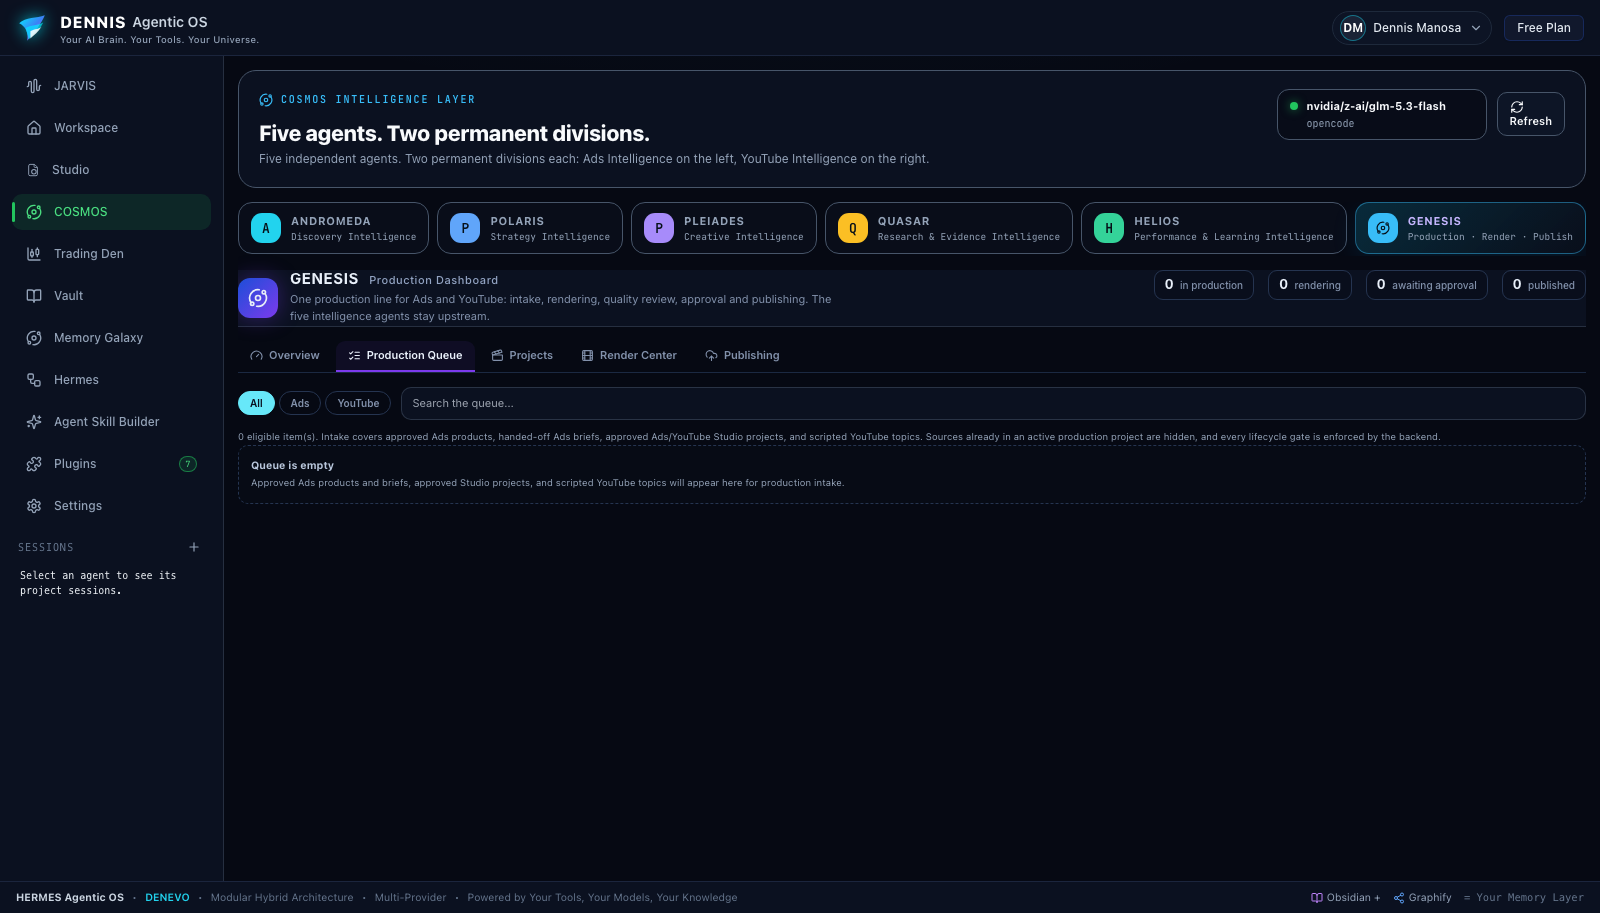 DENNIS Agentic OS
Your AI Brain. Your Tools. Your Universe.
DM Dennis Manosa
Free Plan
JARVIS
Workspace
Studio
COSMOS
Trading Den
Vault
Memory Galaxy
Hermes
Agent Skill Builder
Plugins 7
Settings
SESSIONS +
Select an agent to see its
project sessions.
COSMOS INTELLIGENCE LAYER
Five agents. Two permanent divisions.
Five independent agents. Two permanent divisions each: Ads Intelligence on the left, YouTube Intelligence on the right.
nvidia/z-ai/glm-5.3-flash
opencode
Refresh
A ANDROMEDA
Discovery Intelligence
P POLARIS
Strategy Intelligence
P PLEIADES
Creative Intelligence
Q QUASAR
Research & Evidence Intelligence
H HELIOS
Performance & Learning Intelligence
GENESIS
Production · Render · Publish
GENESIS Production Dashboard
One production line for Ads and YouTube: intake, rendering, quality review, approval and publishing. The
five intelligence agents stay upstream.
0 in production
0 rendering
0 awaiting approval
0 published
Overview
Production Queue
Projects
Render Center
Publishing
All
Ads
YouTube
Search the queue...
0 eligible item(s). Intake covers approved Ads products, handed-off Ads briefs, approved Ads/YouTube Studio projects, and scripted YouTube topics. Sources already in an active production project are hidden, and every lifecycle gate is enforced by the backend.
Queue is empty
Approved Ads products and briefs, approved Studio projects, and scripted YouTube topics will appear here for production intake.
HERMES Agentic OS · DENEVO · Modular Hybrid Architecture · Multi-Provider · Powered by Your Tools, Your Models, Your Knowledge
Obsidian + Graphify = Your Memory Layer